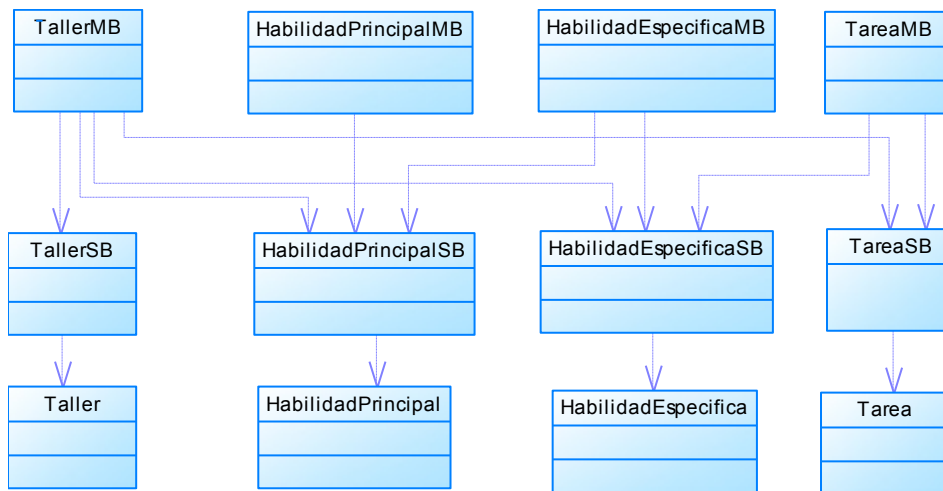 TallerMB
HabilidadPrincipalMB
HabilidadEspecificaMB
TareaMB
TallerSB
HabilidadPrincipalSB
HabilidadEspecificaSB
TareaSB
Taller
HabilidadPrincipal
HabilidadEspecifica
Tarea